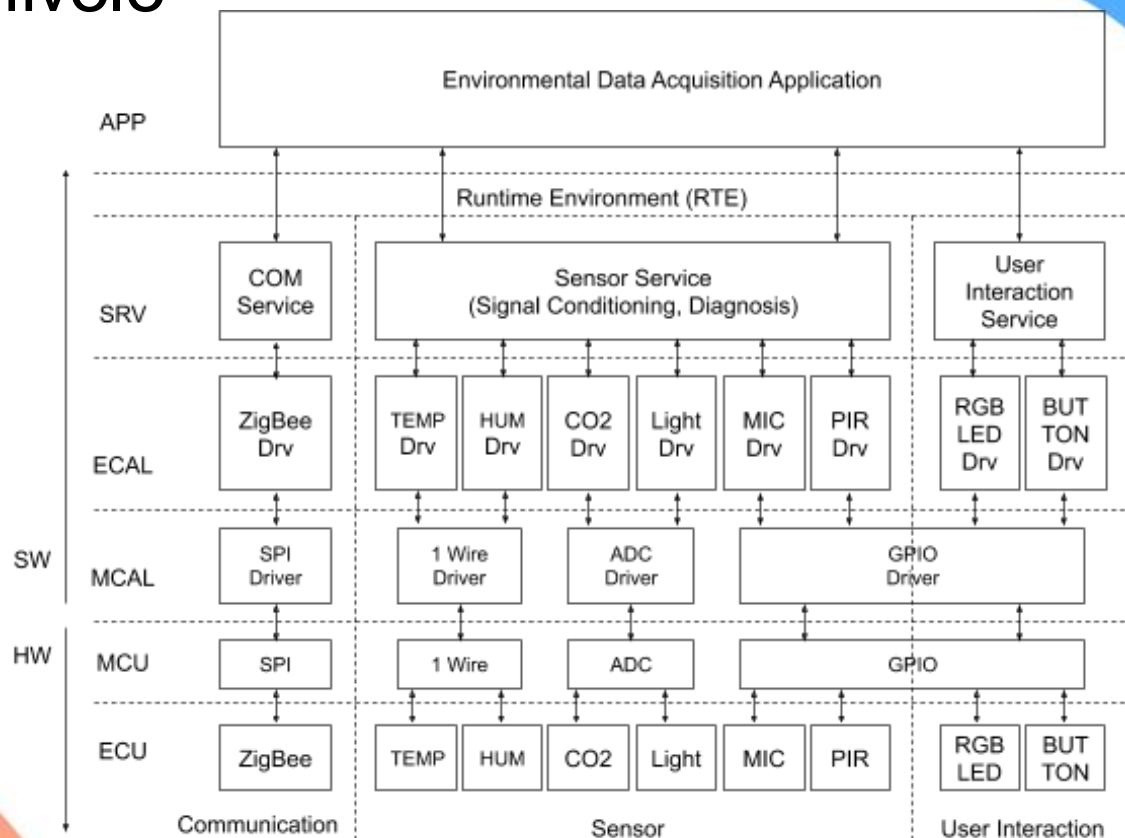 Environmental Data Acquisition Application
APP
Runtime Environment (RTE)
COM
Service
Sensor Service
(Signal Conditioning, Diagnosis)
User
Interaction
Service
SRV
ZigBee
Drv
TEMP
Drv
HUM
Drv
CO2
Drv
Light
Drv
MIC
Drv
PIR
Drv
RGB
LED
Drv
BUT
TON
Drv
ECAL
SW
MCAL
SPI
Driver
1 Wire
Driver
ADC
Driver
GPIO
Driver
HW
MCU
SPI
1 Wire
ADC
GPIO
ECU
ZigBee
TEMP
HUM
CO2
Light
MIC
PIR
RGB
LED
BUT
TON
Communication
Sensor
User Interaction